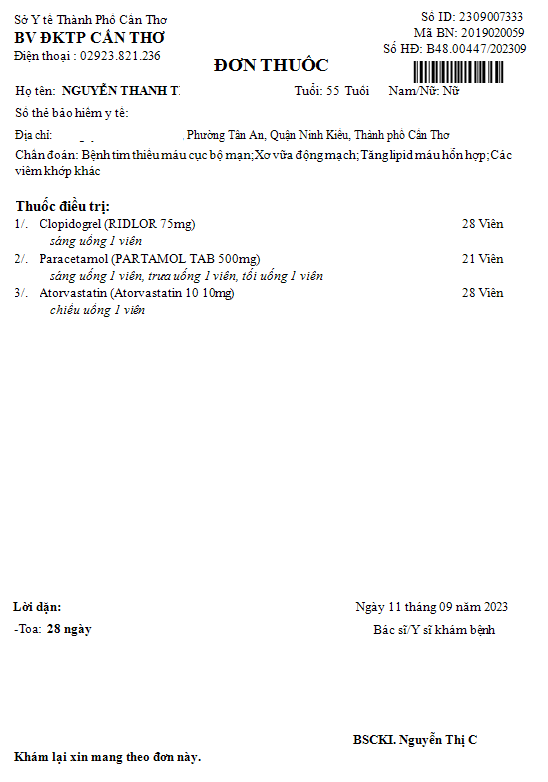 Sở Y tế Thành Phố Cần Thơ
BV ĐKTP CẦN THƠ
Điện thoại : 02923.821.236
Số ID: 2309007333
Mã BN: 2019020059
Số HĐ: B48.00447/202309
ĐƠN THUỐC
Họ tên: NGUYỄN THANH T
Tuổi: 55 Tuổi Nam/Nữ: Nữ
Số thẻ bảo hiểm y tế:
Địa chỉ: , Phường Tân An, Quận Ninh Kiều, Thành phố Cần Thơ
Chẩn đoán: Bệnh tim thiếu máu cục bộ mạn;Xơ vữa động mạch;Tăng lipid máu hỗn hợp;Các
viêm khớp khác
Thuốc điều trị:
1/. Clopidogrel (RIDLOR 75mg) 28 Viên
sáng uống 1 viên
2/. Paracetamol (PARTAMOL TAB 500mg) 21 Viên
sáng uống 1 viên, trưa uống 1 viên, tối uống 1 viên
3/. Atorvastatin (Atorvastatin 10 10mg) 28 Viên
chiều uống 1 viên
Lời dặn:
-Toa: 28 ngày
Ngày 11 tháng 09 năm 2023
Bác sĩ/Y sĩ khám bệnh
BSCKI. Nguyễn Thị C
Khám lại xin mang theo đơn này.